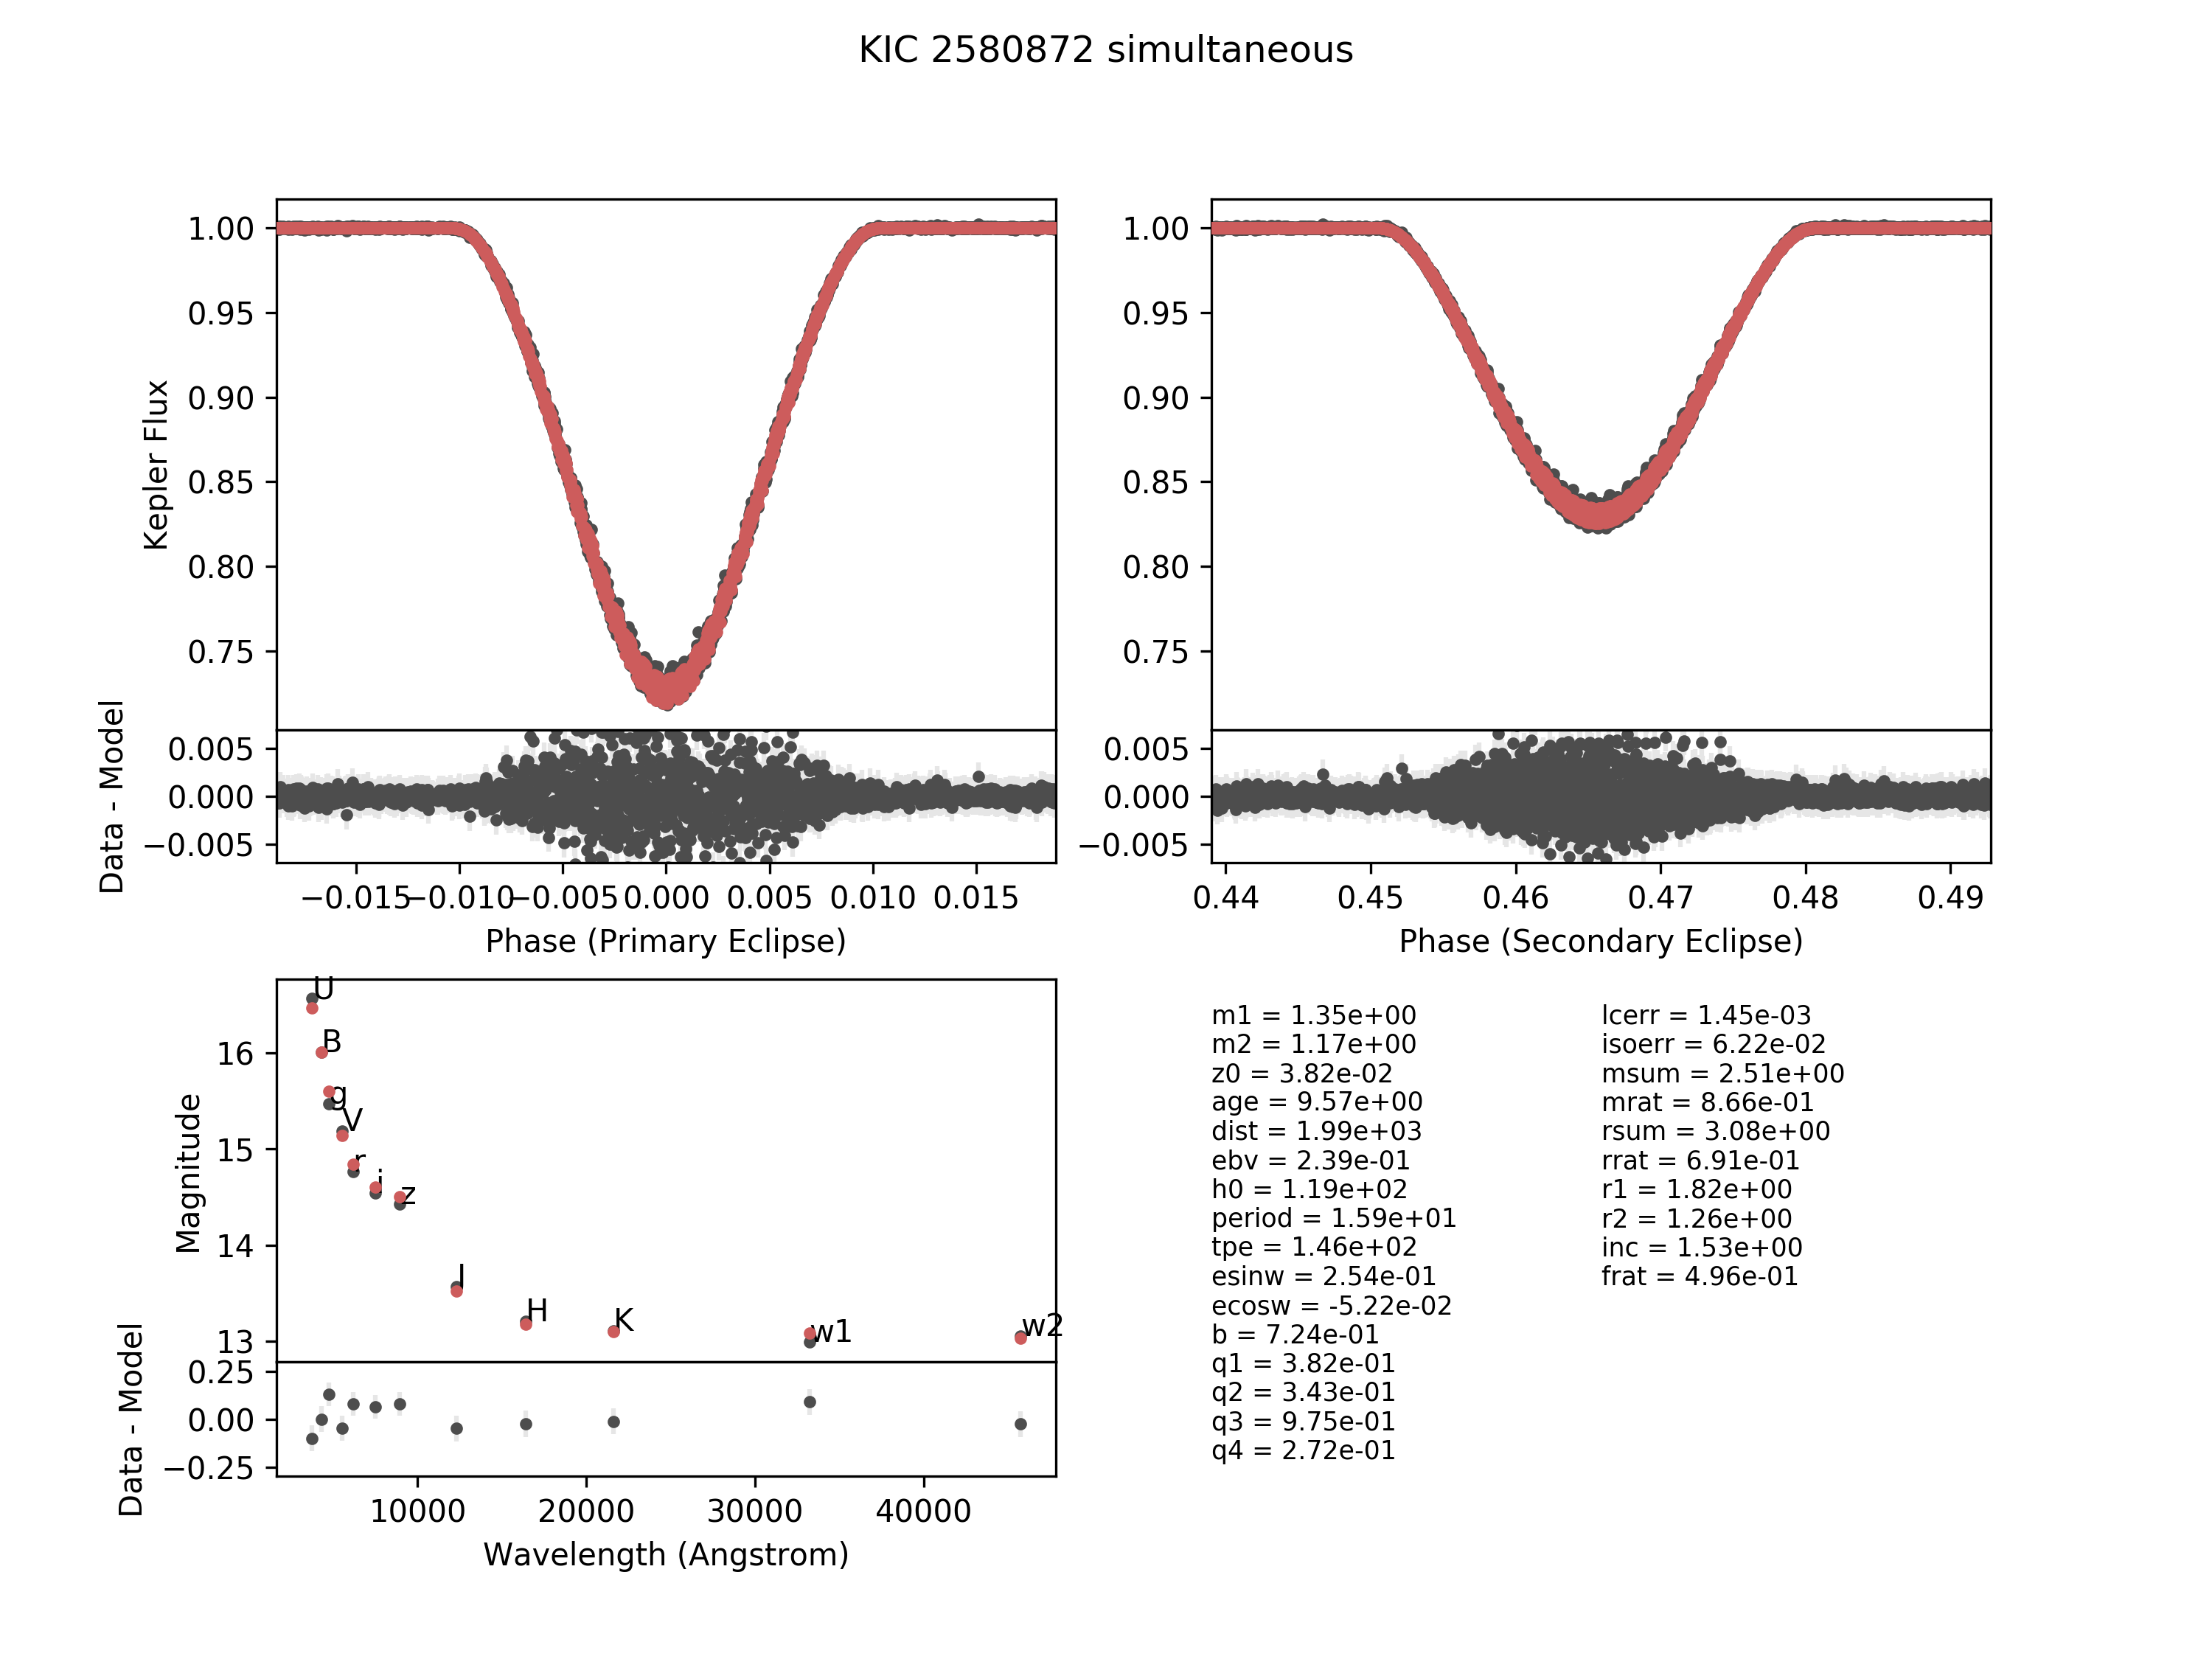 KIC 2580872 simultaneous
Kepler Flux
1.00
0.95
0.90
0.85
0.80
0.75
1.00
0.95
0.90
0.85
0.80
0.75
Data - Model
0.005
0.000
−0.005
0.005
0.000
−0.005
−0.015 −0.010 −0.005 0.000 0.005 0.010 0.015
Phase (Primary Eclipse)
0.44 0.45 0.46 0.47 0.48 0.49
Phase (Secondary Eclipse)
Magnitude
16
15
14
13
U
B
g
V
r
i
z
J
H
K
w1
w2
Data - Model
0.25
0.00
−0.25
10000 20000 30000 40000
Wavelength (Angstrom)
m1 = 1.35e+00
m2 = 1.17e+00
z0 = 3.82e-02
age = 9.57e+00
dist = 1.99e+03
ebv = 2.39e-01
h0 = 1.19e+02
period = 1.59e+01
tpe = 1.46e+02
esinw = 2.54e-01
ecosw = -5.22e-02
b = 7.24e-01
q1 = 3.82e-01
q2 = 3.43e-01
q3 = 9.75e-01
q4 = 2.72e-01
lcerr = 1.45e-03
isoerr = 6.22e-02
msum = 2.51e+00
mrat = 8.66e-01
rsum = 3.08e+00
rrat = 6.91e-01
r1 = 1.82e+00
r2 = 1.26e+00
inc = 1.53e+00
frat = 4.96e-01